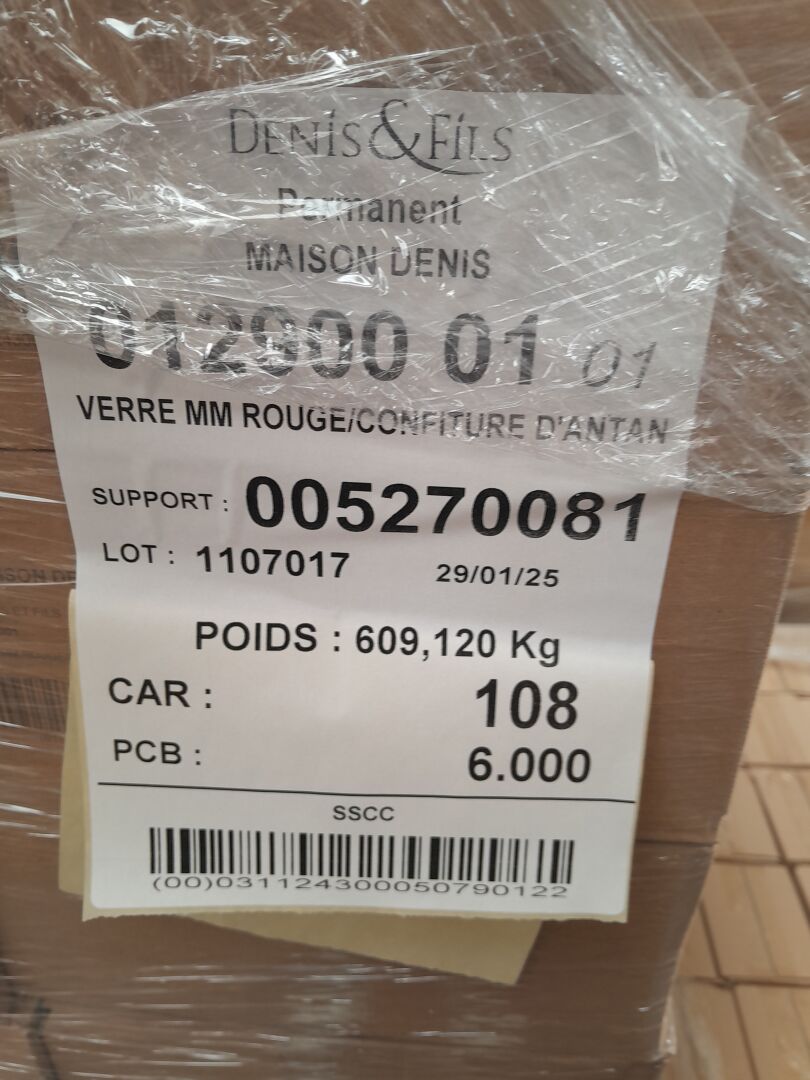 DENIS & FILS
Permanent
MAISON DENIS
012900 01 01
VERRE MM ROUGE/CONFITURE D'ANTAN
SUPPORT : 005270081
LOT : 1107017 29/01/25
POIDS : 609,120 Kg
CAR : 108
PCB : 6.000
SSCC
(00)031124300050790122